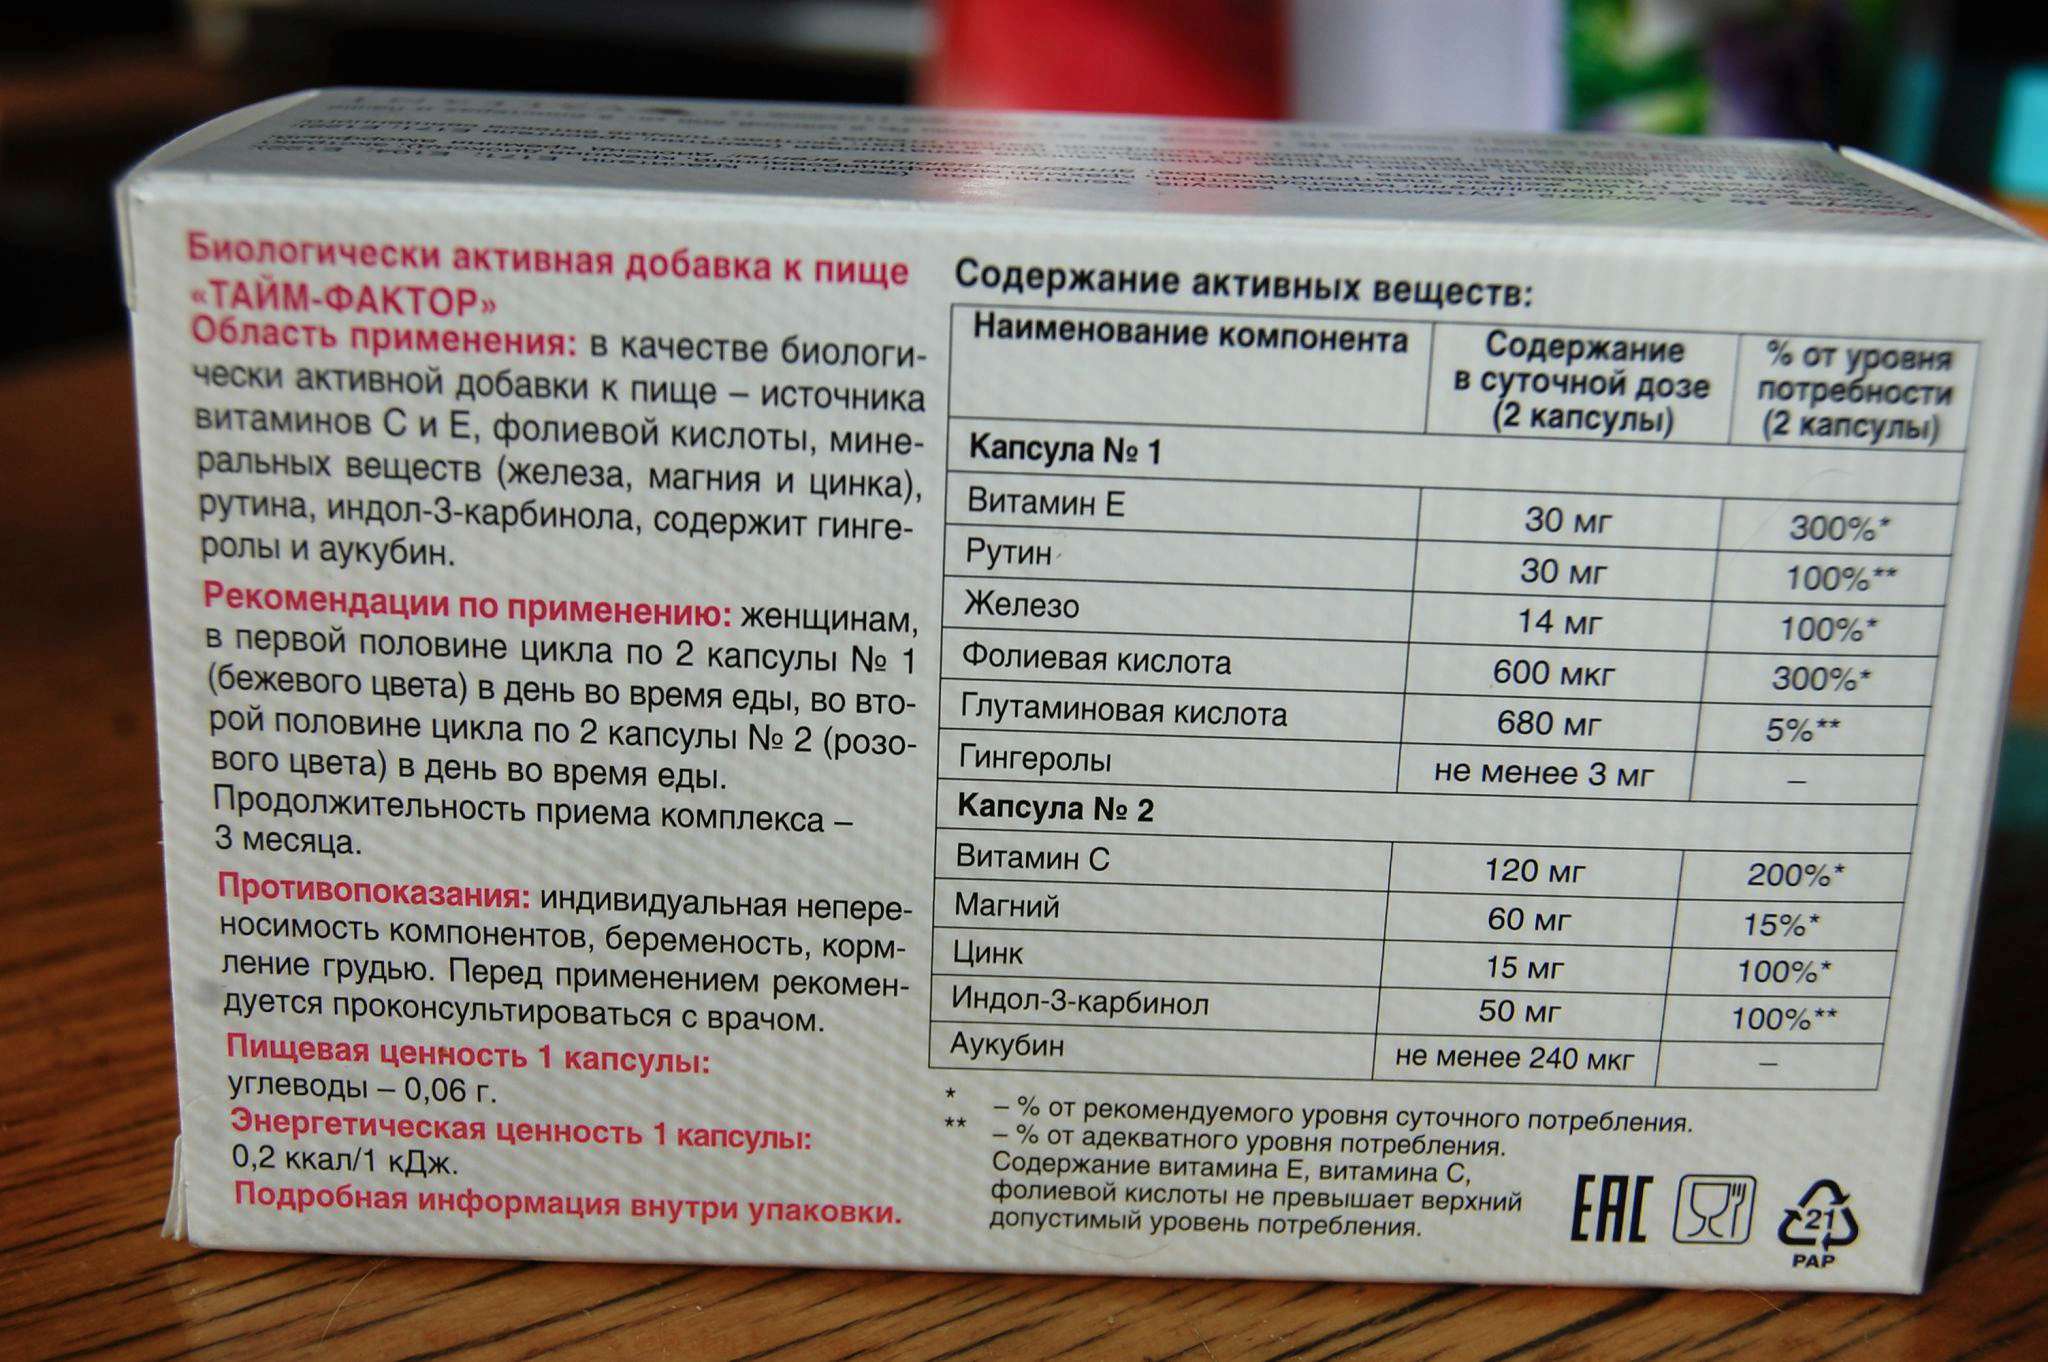 Биологически активная добавка к пище
«ТАЙМ-ФАКТОР»
Область применения: в качестве биологи-
чески активной добавки к пище – источника
витаминов С и Е, фолиевой кислоты, мине-
ральных веществ (железа, магния и цинка),
рутина, индол-3-карбинола, содержит гинге-
ролы и аукубин.
Рекомендации по применению: женщинам,
в первой половине цикла по 2 капсулы № 1
(бежевого цвета) в день во время еды, во вто-
рой половине цикла по 2 капсулы № 2 (розо-
вого цвета) в день во время еды.
Продолжительность приема комплекса –
3 месяца.
Противопоказания: индивидуальная непере-
носимость компонентов, беременость, корм-
ление грудью. Перед применением рекомен-
дуется проконсультироваться с врачом.
Пищевая ценность 1 капсулы:
углеводы – 0,06 г.
Энергетическая ценность 1 капсулы:
0,2 ккал/1 кДж.
Подробная информация внутри упаковки.
Содержание активных веществ:
Наименование компонента Содержание в суточной дозе (2 капсулы) % от уровня потребности (2 капсулы)
Капсула № 1
Витамин Е 30 мг 300%*
Рутин 30 мг 100%**
Железо 14 мг 100%*
Фолиевая кислота 600 мкг 300%*
Глутаминовая кислота 680 мг 5%**
Гингеролы не менее 3 мг –
Капсула № 2
Витамин С 120 мг 200%*
Магний 60 мг 15%*
Цинк 15 мг 100%*
Индол-3-карбинол 50 мг 100%**
Аукубин не менее 240 мкг –
* – % от рекомендуемого уровня суточного потребления.
** – % от адекватного уровня потребления.
Содержание витамина Е, витамина С,
фолиевой кислоты не превышает верхний
допустимый уровень потребления.
EAC
21
PAP